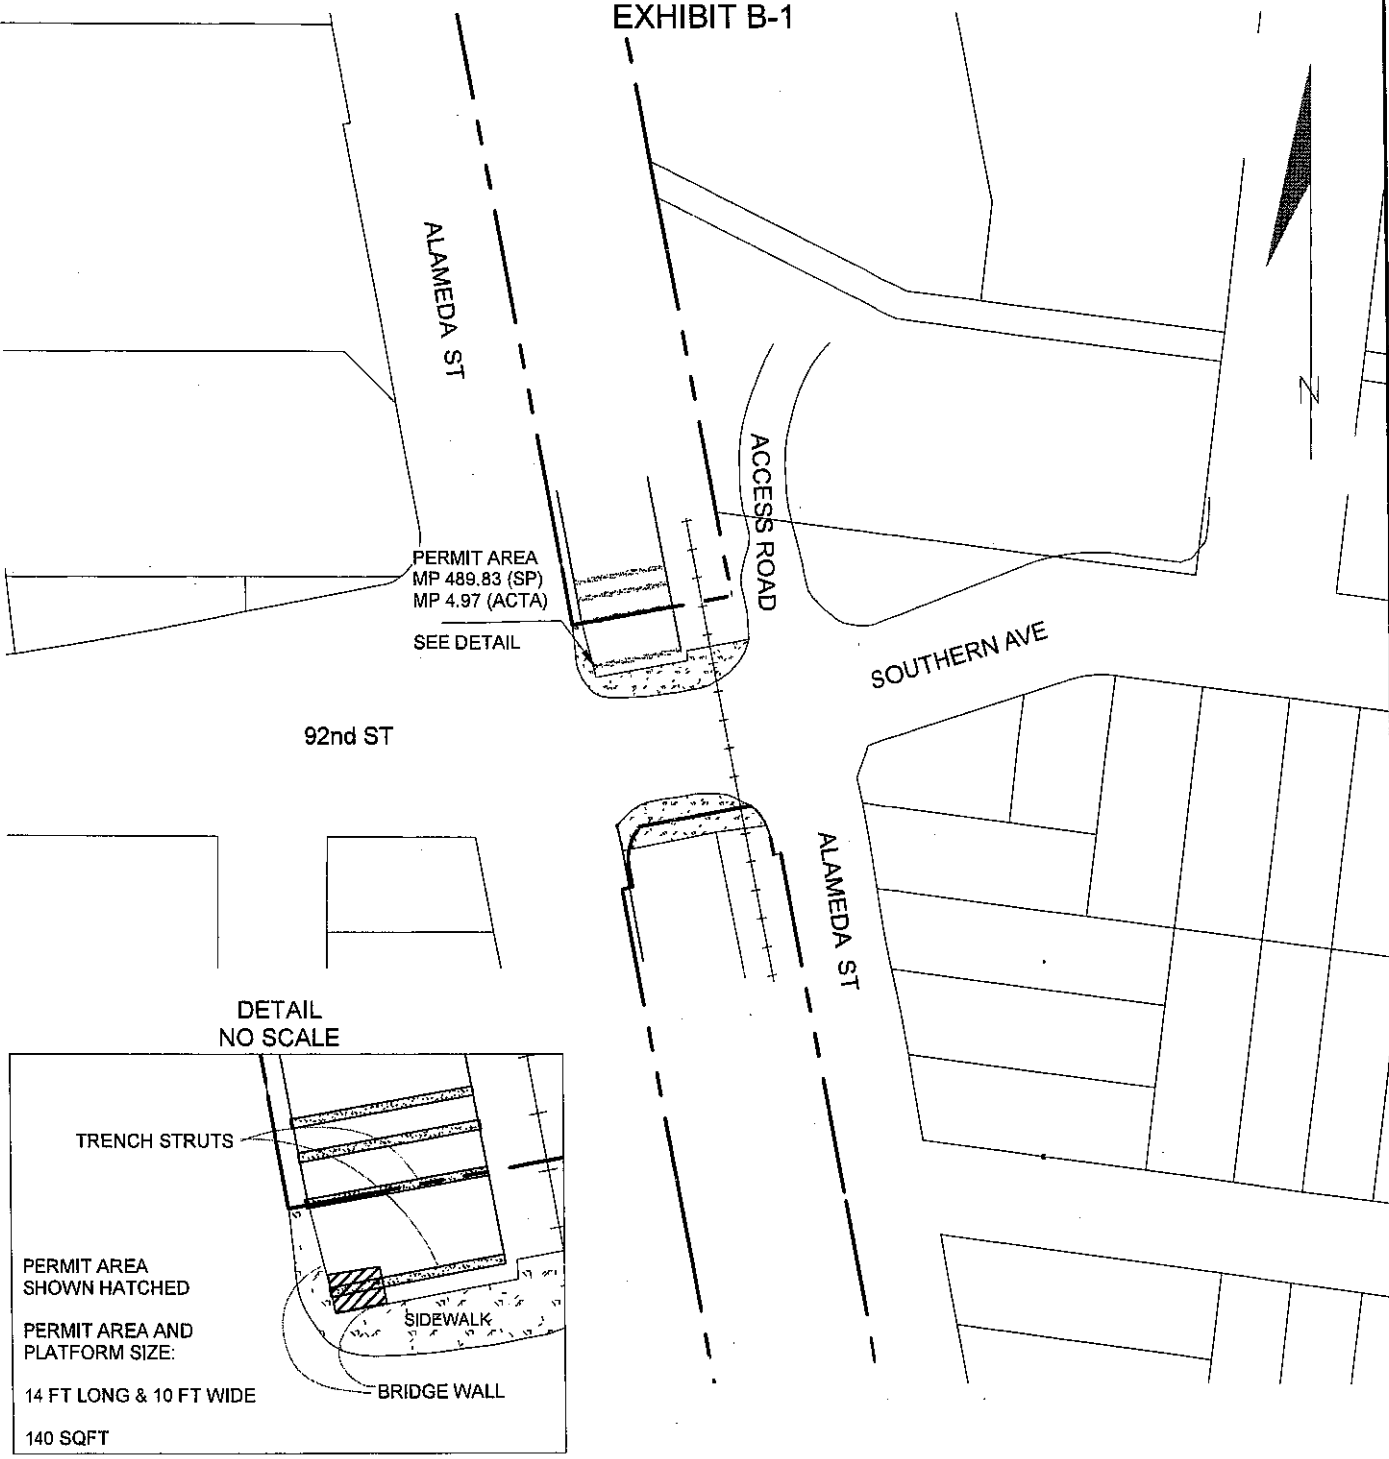 EXHIBIT B-1
ALAMEDA ST
N
ACCESS ROAD
PERMIT AREA
MP 489.83 (SP)
MP 4.97 (ACTA)
SEE DETAIL
SOUTHERN AVE
92nd ST
ALAMEDA ST
DETAIL
NO SCALE
TRENCH STRUTS
PERMIT AREA
SHOWN HATCHED
SIDEWALK
PERMIT AREA AND
PLATFORM SIZE:
14 FT LONG & 10 FT WIDE
BRIDGE WALL
140 SQFT